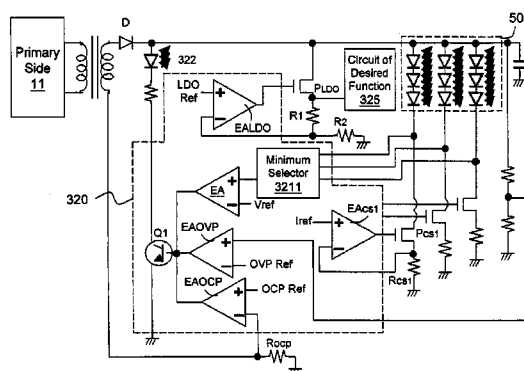 50
D
Primary
Side
11
322
LDO
Ref
+
−
EALDO
PLDO
Circuit of
Desired
Function
325
R1
R2
Minimum
Selector
3211
320
+
EA
−
Vref
EAcs1
Iref
+
−
Pcs1
Rcs1
Q1
EAOVP
+
−
OVP Ref
EAOCP
+
−
OCP Ref
Rocp